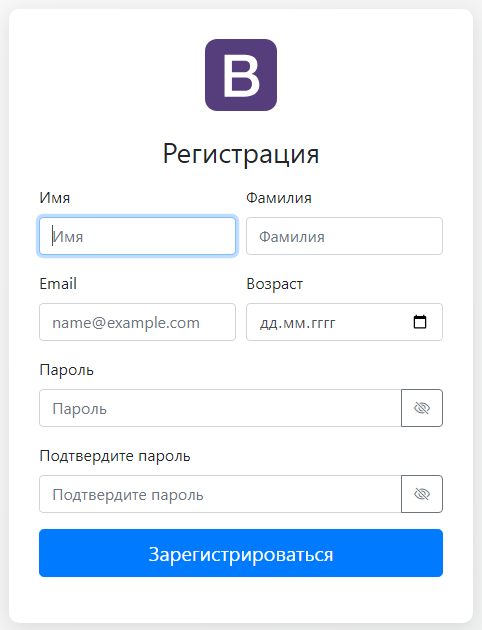 B
Регистрация
Имя Фамилия
Имя Фамилия
Email Возраст
name@example.com дд.мм.гггг
Пароль
Пароль
Подтвердите пароль
Подтвердите пароль
Зарегистрироваться